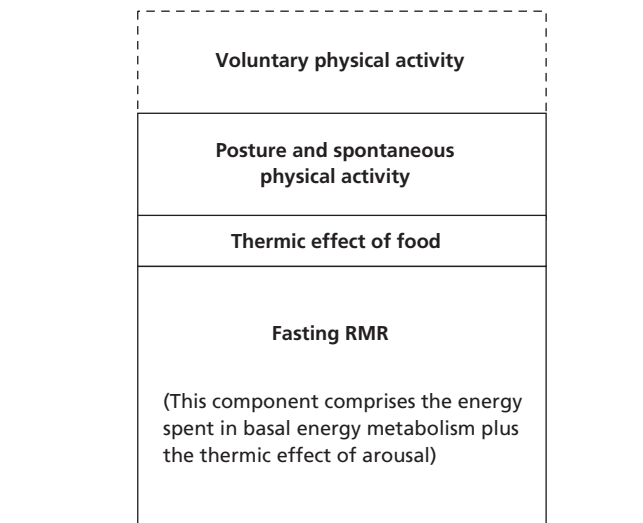 Voluntary physical activity
Posture and spontaneous
physical activity
Thermic effect of food
Fasting RMR
(This component comprises the energy
spent in basal energy metabolism plus
the thermic effect of arousal)